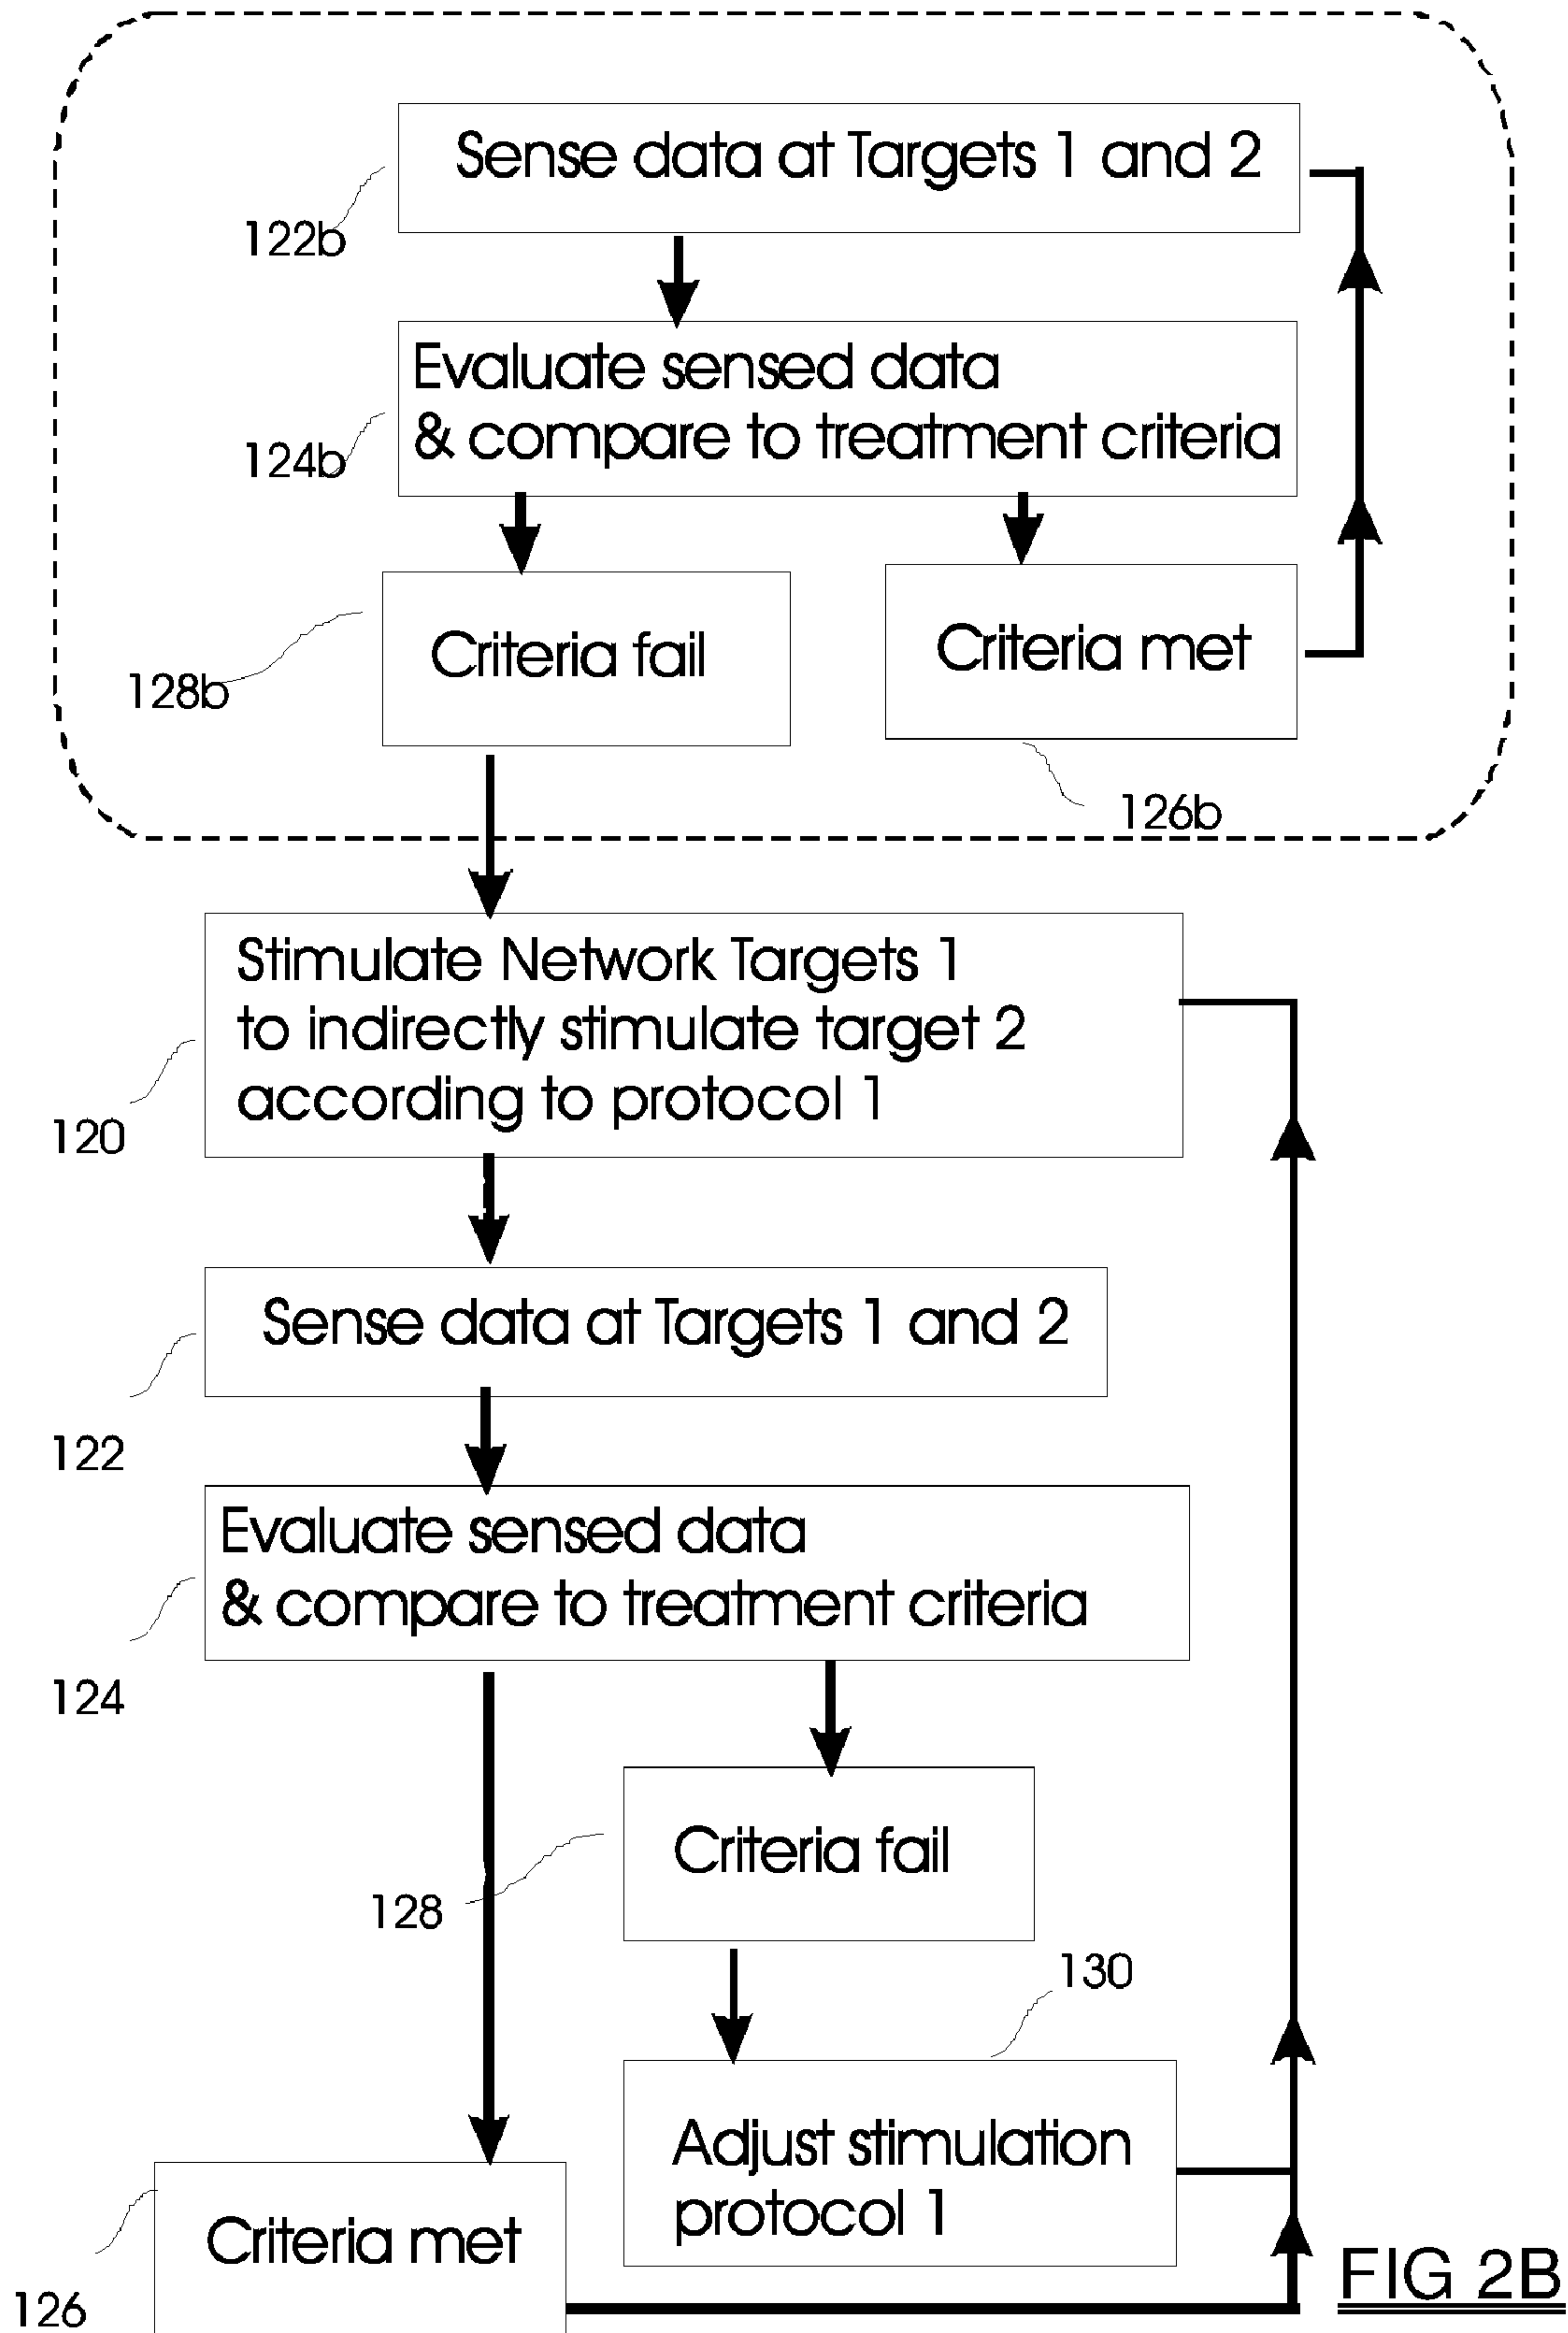 Sense data at Targets 1 and 2
122b
Evaluate sensed data
& compare to treatment criteria
124b
Criteria fail
Criteria met
128b
126b
Stimulate Network Targets 1
to indirectly stimulate target 2
according to protocol 1
120
Sense data at Targets 1 and 2
122
Evaluate sensed data
& compare to treatment criteria
124
Criteria fail
128
130
Adjust stimulation
protocol 1
Criteria met
126
FIG 2B